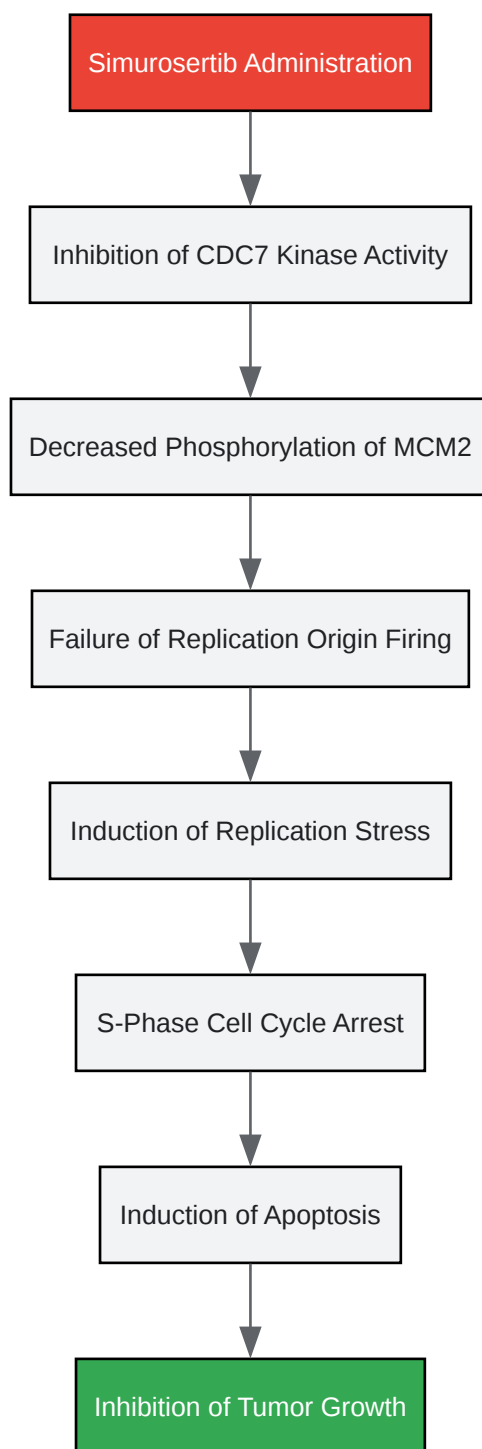 Simurosertib Administration
Inhibition of CDC7 Kinase Activity
Decreased Phosphorylation of MCM2
Failure of Replication Origin Firing
Induction of Replication Stress
S-Phase Cell Cycle Arrest
Induction of Apoptosis
Inhibition of Tumor Growth